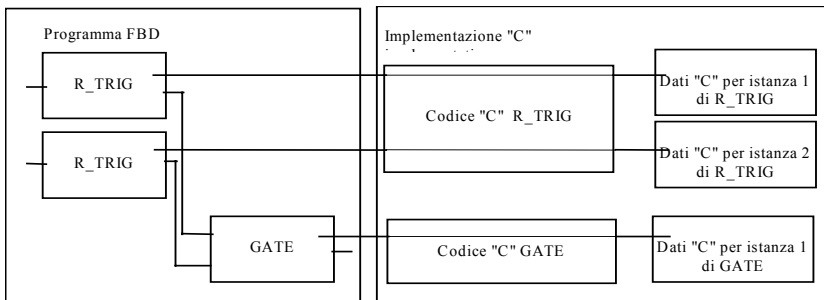 Programma FBD
R_TRIG
R_TRIG
GATE
Implementazione "C"
Codice "C" R_TRIG
Codice "C" GATE
Dati "C" per istanza 1
di R_TRIG
Dati "C" per istanza 2
di R_TRIG
Dati "C" per istanza 1
di GATE